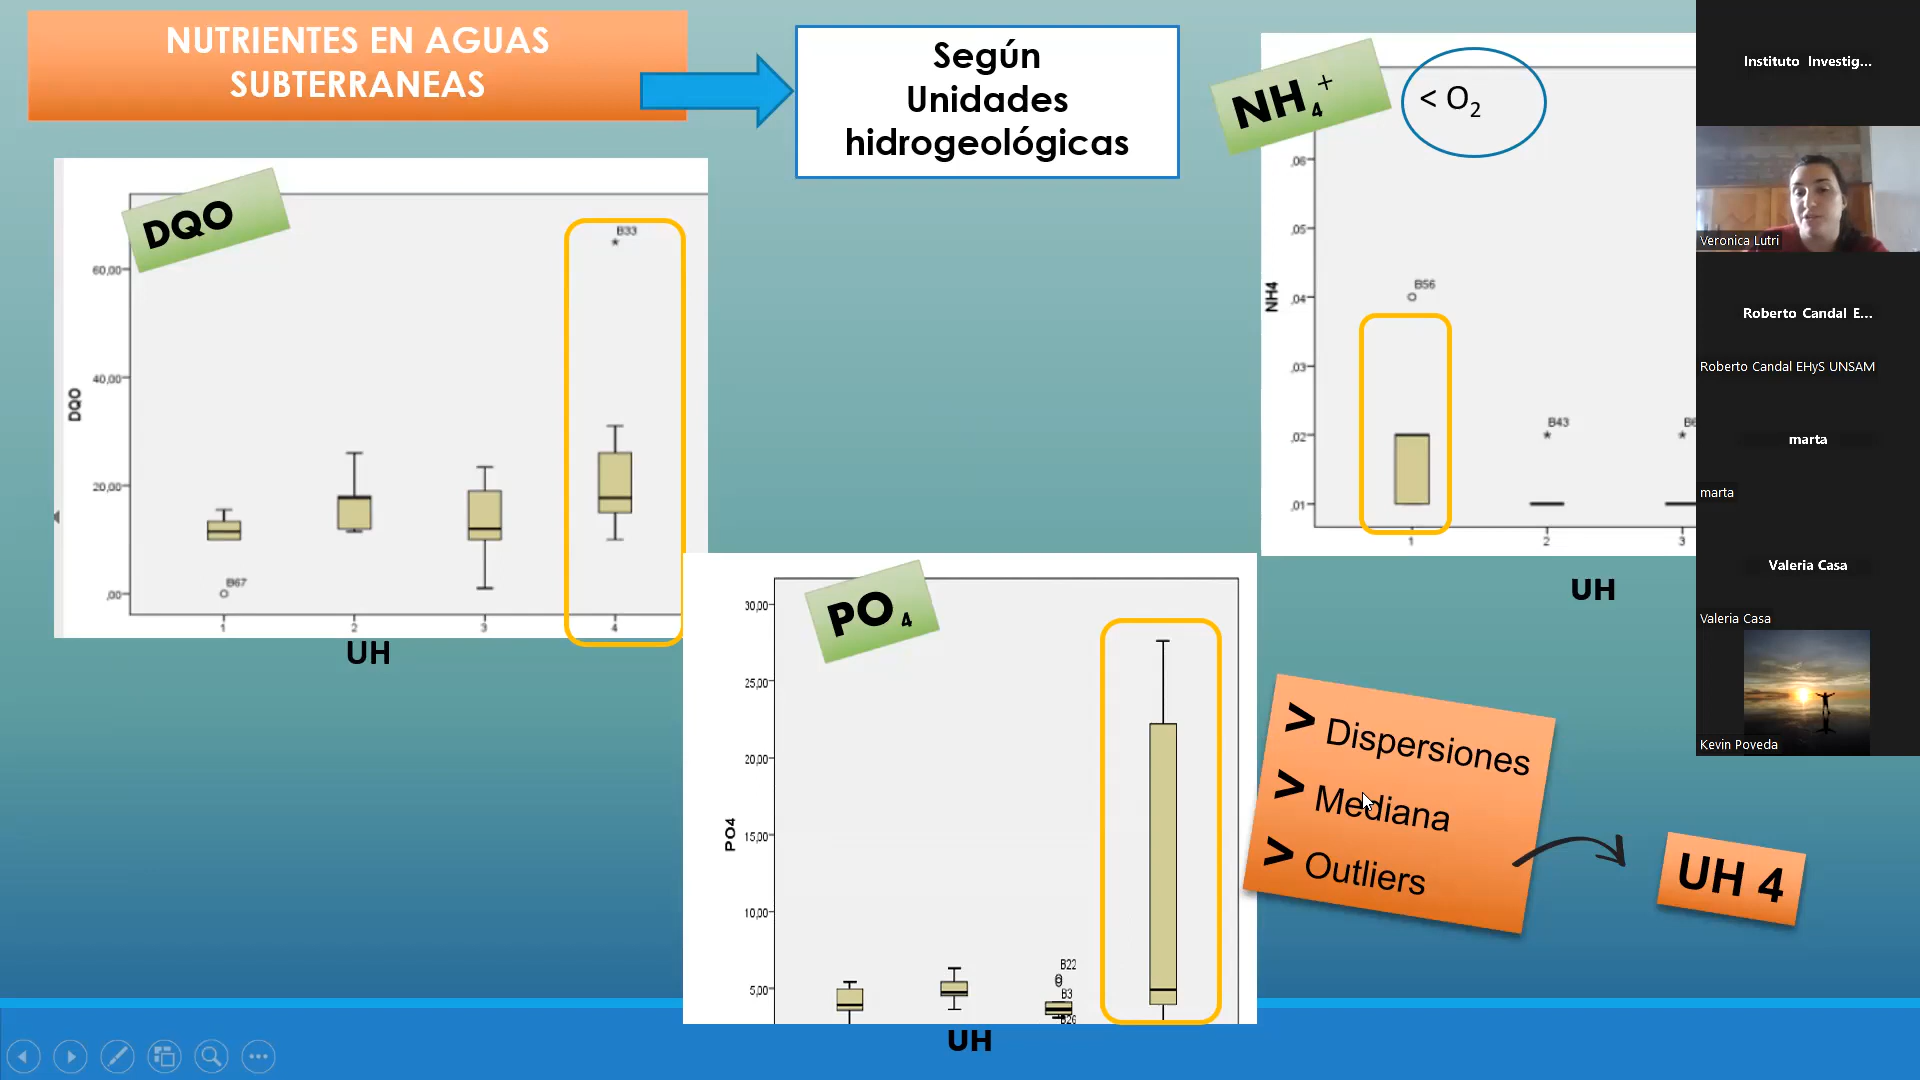 NUTRIENTES EN AGUAS
SUBTERRANEAS
Según
Unidades
hidrogeológicas
NH4+
< O2
DQO
B33
60,00
40,00
20,00
,00
DQO
B67
1
2
3
4
UH
,06
,05
,04
,03
,02
,01
NH4
B56
B43
1
2
3
UH
PO4
30,00
25,00
20,00
15,00
10,00
5,00
PO4
B22
B3
B26
UH
> Dispersiones
> Mediana
> Outliers
UH 4
Instituto Investig...
Veronica Lutri
Roberto Candal E...
Roberto Candal EHyS UNSAM
marta
marta
Valeria Casa
Valeria Casa
Kevin Poveda